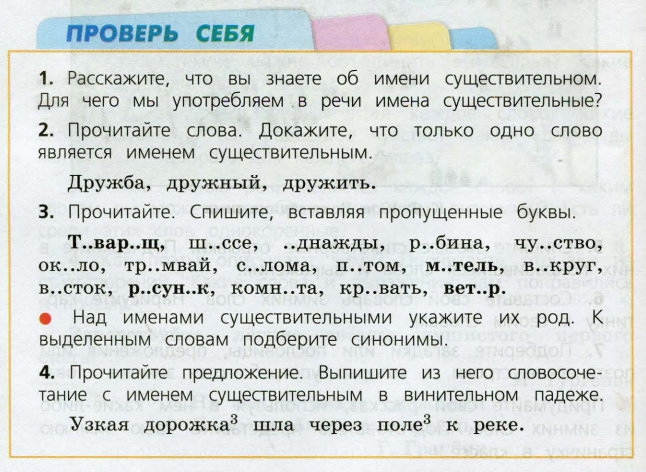 ПРОВЕРЬ СЕБЯ
1. Расскажите, что вы знаете об имени существительном.
Для чего мы употребляем в речи имена существительные?
2. Прочитайте слова. Докажите, что только одно слово
является именем существительным.
Дружба, дружный, дружить.
3. Прочитайте. Спишите, вставляя пропущенные буквы.
Т..вар..щ, ш..ссе, ..днажды, р..бина, чу..ство,
ок..ло, тр..мвай, с..лома, п..том, м..тель, в..круг,
в..сток, р..сун..к, комн..та, кр..вать, вет..р.
● Над именами существительными укажите их род. К
выделенным словам подберите синонимы.
4. Прочитайте предложение. Выпишите из него словосоче-
тание с именем существительным в винительном падеже.
Узкая дорожка³ шла через поле³ к реке.